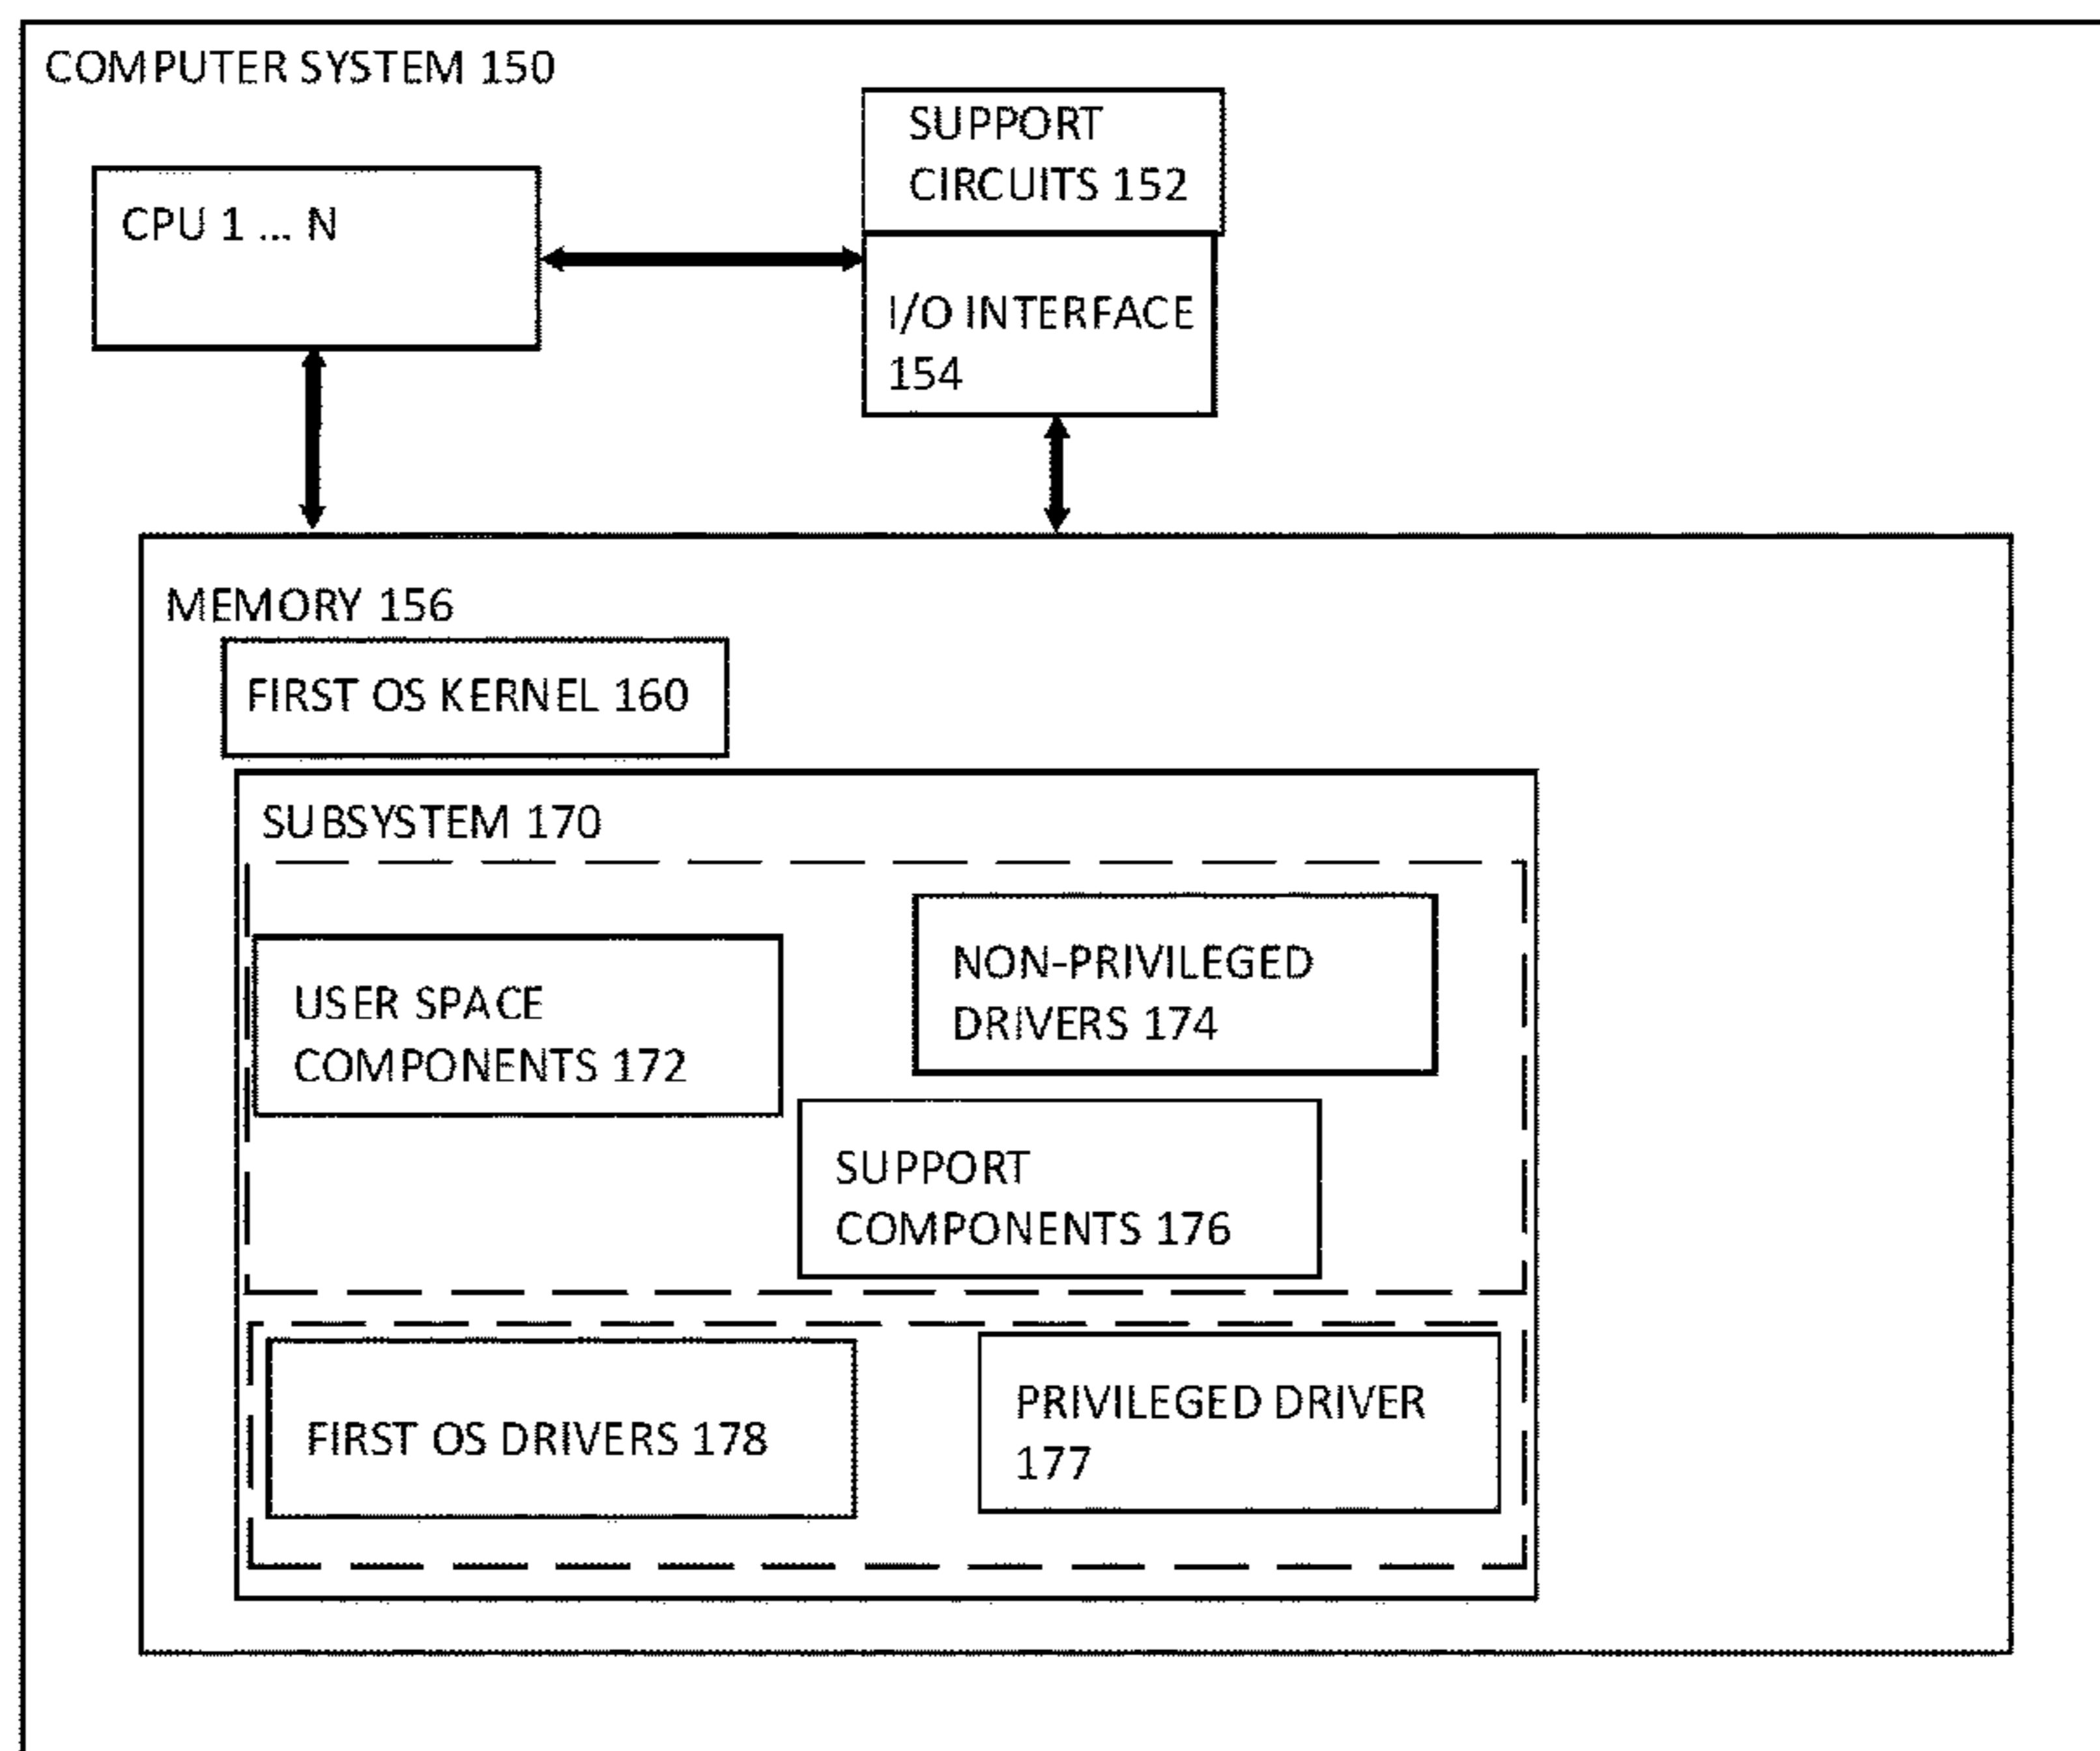 COMPUTER SYSTEM 150
SUPPORT
CIRCUITS 152
CPU 1 ... N
I/O INTERFACE
154
MEMORY 156
FIRST OS KERNEL 160
SUBSYSTEM 170
NON-PRIVILEGED
DRIVERS 174
USER SPACE
COMPONENTS 172
SUPPORT
COMPONENTS 176
FIRST OS DRIVERS 178
PRIVILEGED DRIVER
177